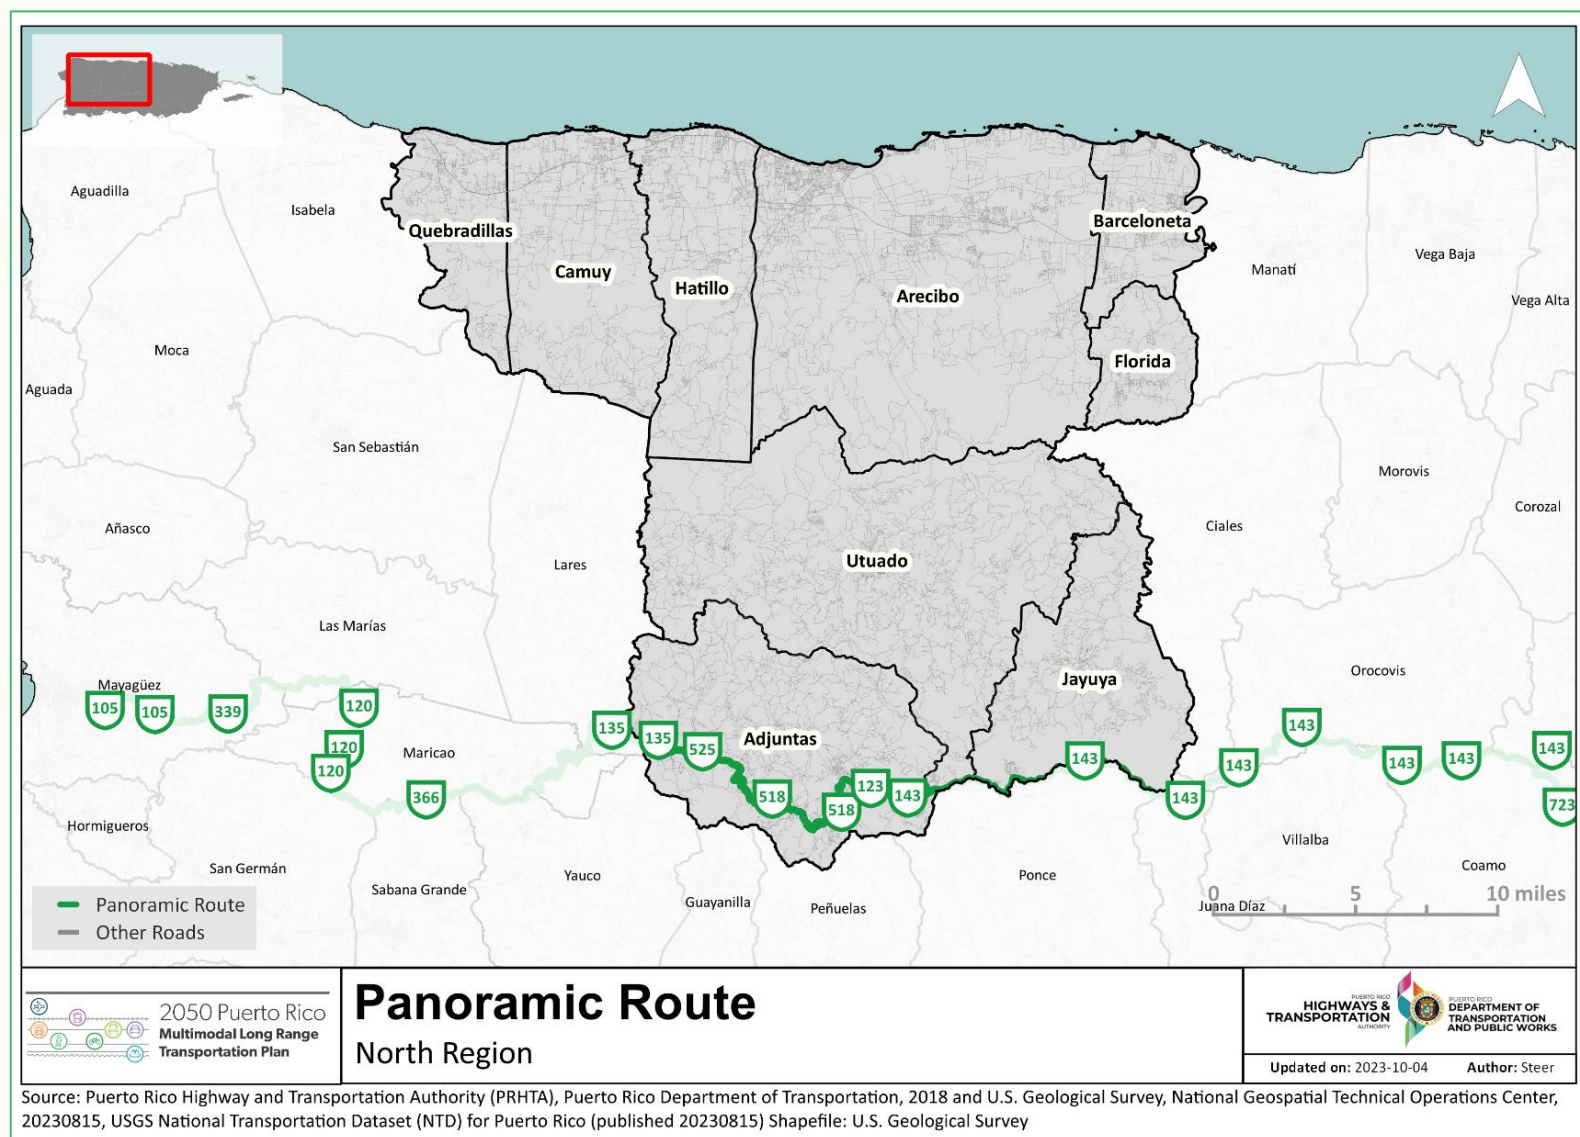 Aguadilla
Isabela
Quebradillas
Camuy
Hatillo
Arecibo
Barceloneta
Manatí
Vega Baja
Vega Alta
Moca
Aguada
Florida
San Sebastián
Morovis
Corozal
Añasco
Ciales
Utuado
Lares
Las Marías
Orocovis
Mayagüez
Jayuya
105
105
339
120
120
120
Maricao
366
135
135
525
Adjuntas
518
518
123
143
143
143
143
143
143
143
143
723
Hormigueros
San Germán
Sabana Grande
Yauco
Guayanilla
Peñuelas
Ponce
Villalba
Coamo
Juana Díaz
0 5 10 miles
Panoramic Route
Other Roads
2050 Puerto Rico
Multimodal Long Range
Transportation Plan
Panoramic Route
North Region
PUERTO RICO
HIGHWAYS &
TRANSPORTATION
AUTHORITY
PUERTO RICO
DEPARTMENT OF
TRANSPORTATION
AND PUBLIC WORKS
Updated on: 2023-10-04 Author: Steer
Source: Puerto Rico Highway and Transportation Authority (PRHTA), Puerto Rico Department of Transportation, 2018 and U.S. Geological Survey, National Geospatial Technical Operations Center,
20230815, USGS National Transportation Dataset (NTD) for Puerto Rico (published 20230815) Shapefile: U.S. Geological Survey